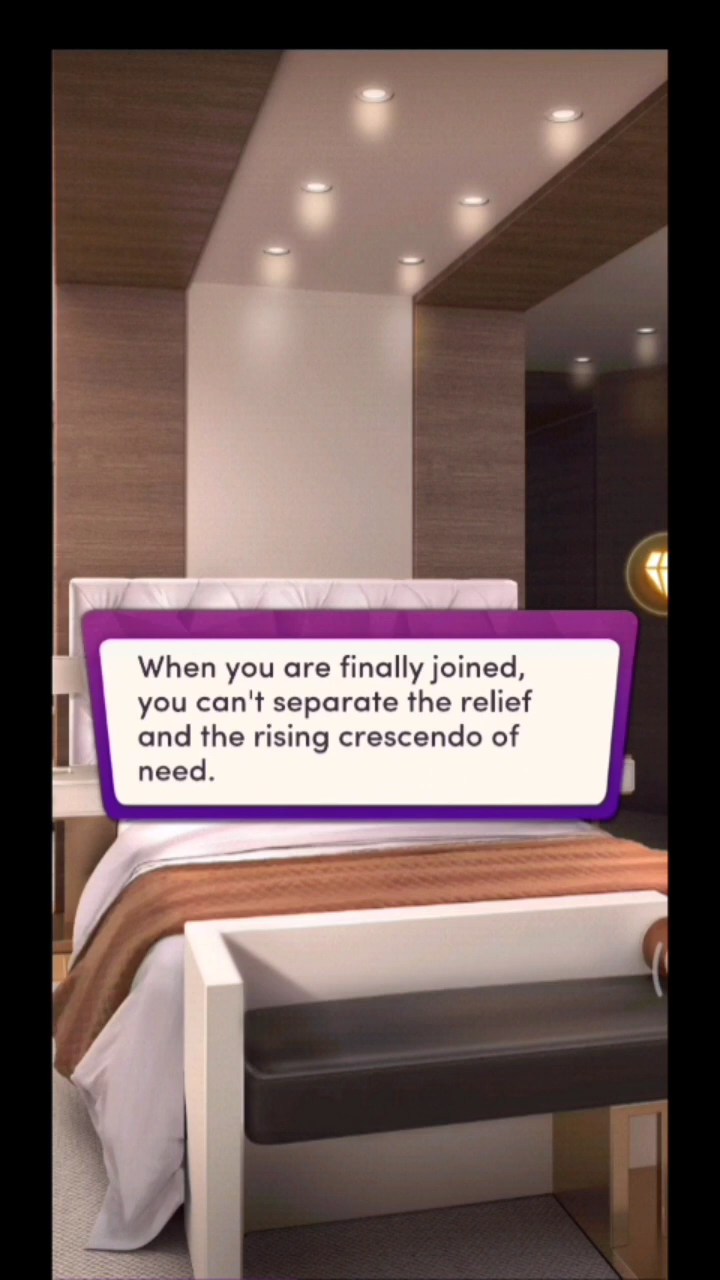 When you are finally joined,
you can't separate the relief
and the rising crescendo of
need.